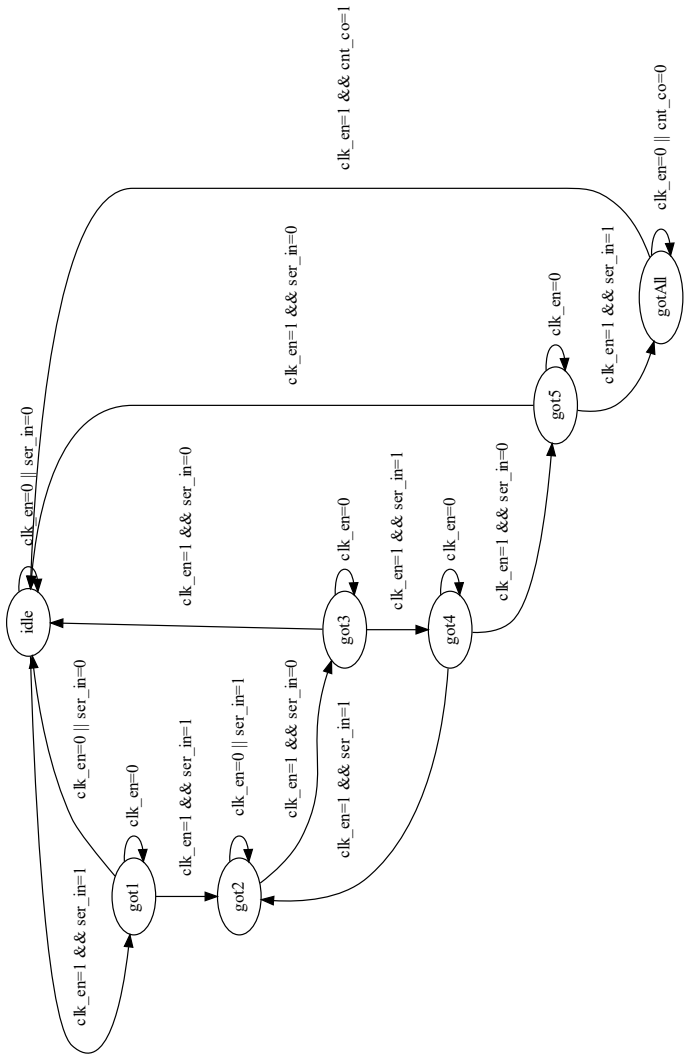 idle
clk_en=0 || ser_in=0
clk_en=1 && ser_in=1
got1
clk_en=0 || ser_in=0
clk_en=0
clk_en=1 && ser_in=1
got2
clk_en=0 || ser_in=1
clk_en=1 && ser_in=0
got3
clk_en=1 && ser_in=0
clk_en=0
clk_en=1 && ser_in=1
got4
clk_en=1 && ser_in=1
clk_en=0
clk_en=1 && ser_in=0
got5
clk_en=1 && ser_in=0
clk_en=0
clk_en=1 && ser_in=1
gotAll
clk_en=1 && cnt_co=1
clk_en=0 || cnt_co=0